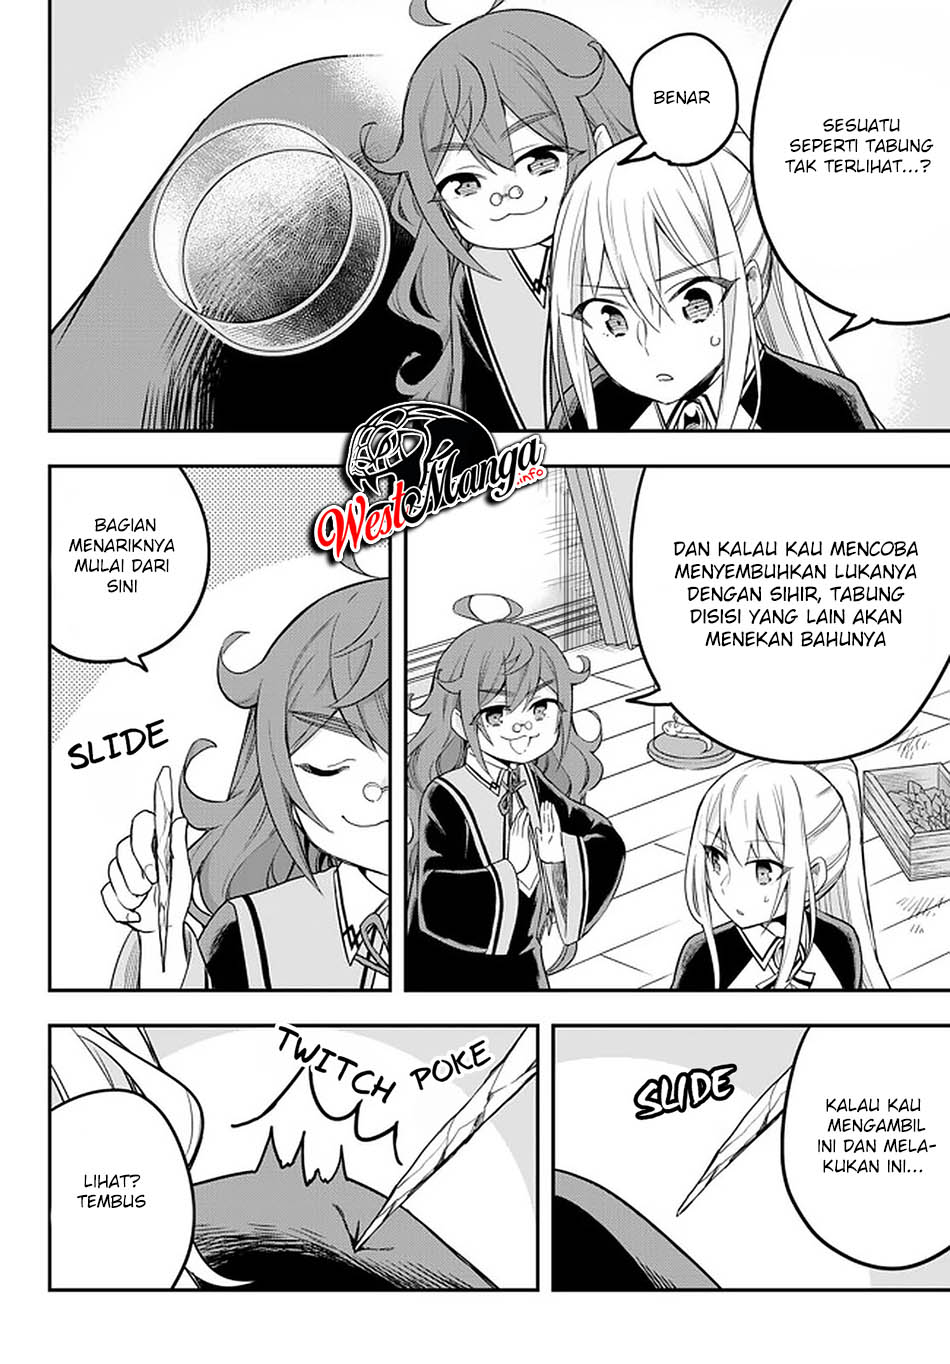 SESUATU
SEPERTI TABUNG
TAK TERLIHAT...?
BENAR
DAN KALAU KAU MENCOBA
MENYEMBUHKAN LUKANYA
DENGAN SIHIR, TABUNG
DISISI YANG LAIN AKAN
MENEKAN BAHUNYA
BAGIAN
MENARIKNYA
MULAI DARI
SINI
SLIDE
WestManga
.info
KALAU KAU
MENGAMBIL
INI DAN MELA-
KUKAN INI...
SLIDE
TWITCH
POKE
LIHAT?
TEMBUS